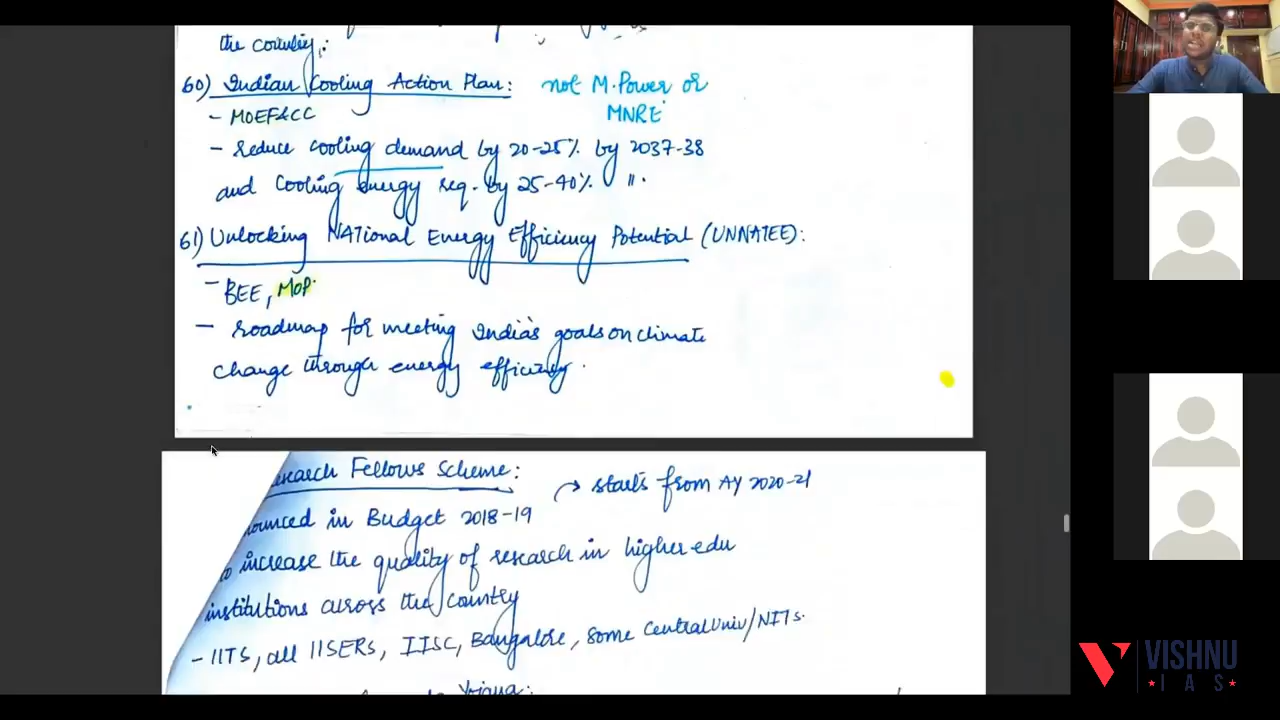 the country.
60) Indian Cooling Action Plan: not M.Power or
MNRE
- MOEF&CC
- reduce cooling demand by 20-25% by 2037-38
and cooling energy req. by 25-40% 〃.
61) Unlocking NATional Energy Efficiency Potential (UNNATEE):
- BEE, MOP.
- roadmap for meeting India's goals on climate
change through energy efficiency.
Fellows Scheme:
→ starts from AY 2020-21
in Budget 2018-19
to increase the quality of research in higher edu
institutions across the country
- IITS, all IISERS, IISC, Bangalore, some CentralUniv/NITs.
Yojana:
VISHNU
IAS